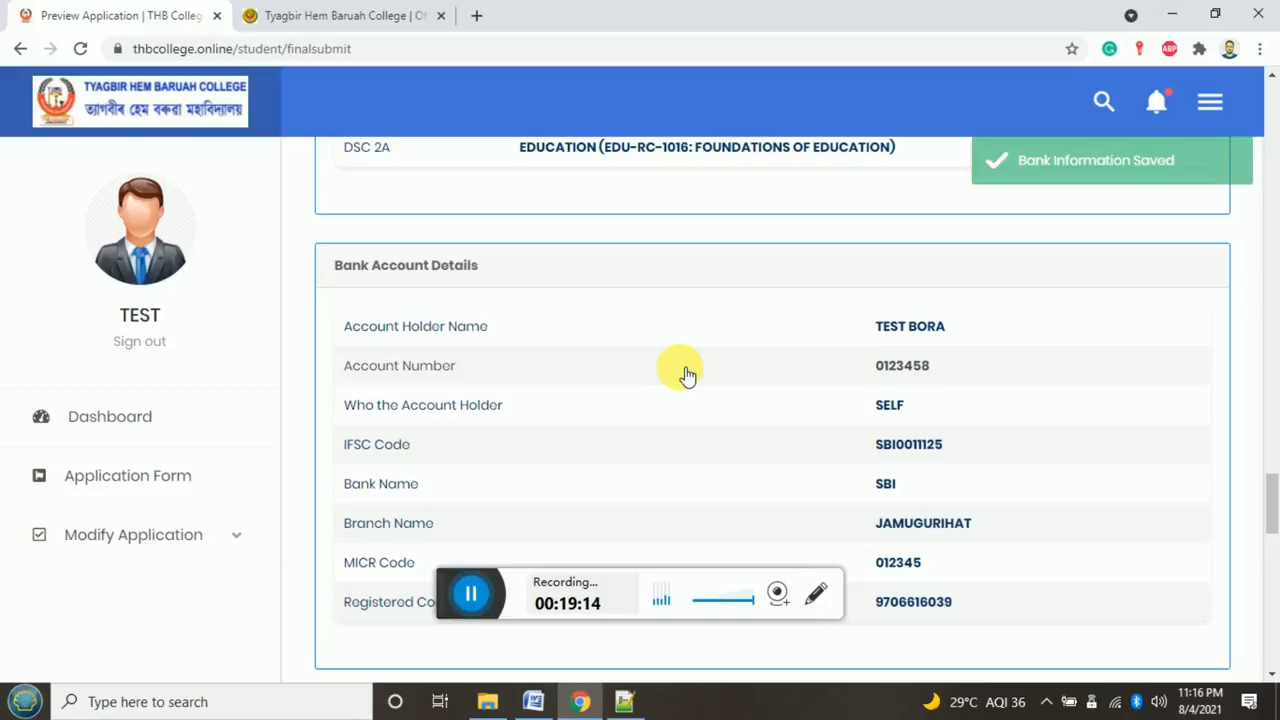 Preview Application | THB Colleg
Tyagbir Hem Baruah College | Of
thbcollege.online/student/finalsubmit
ABP
TYAGBIR HEM BARUAH COLLEGE
ত্যাগবীৰ হেম বৰুৱা মহাবিদ্যালয়
DSC 2A EDUCATION (EDU-RC-1016: FOUNDATIONS OF EDUCATION)
Bank Information Saved
TEST
Sign out
Dashboard
Application Form
Modify Application
Bank Account Details
Account Holder Name TEST BORA
Account Number 0123458
Who the Account Holder SELF
IFSC Code SBI0011125
Bank Name SBI
Branch Name JAMUGURIHAT
MICR Code 012345
Registered Co 9706616039
Recording...
00:19:14
Type here to search
29°C AQI 36
11:16 PM
8/4/2021